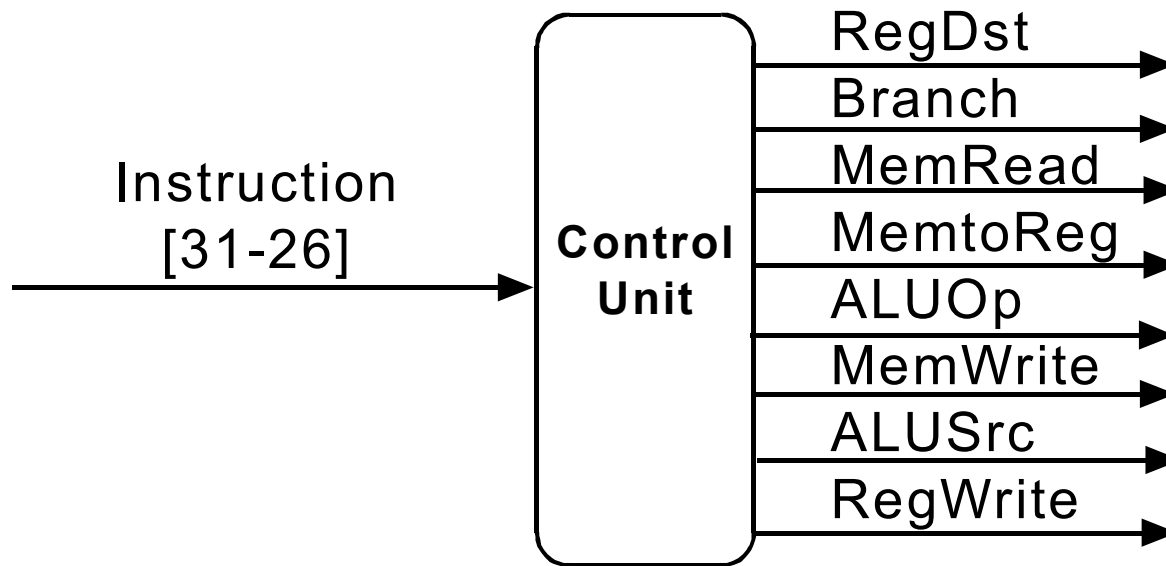 Instruction
[31-26]
Control
Unit
RegDst
Branch
MemRead
MemtoReg
ALUOp
MemWrite
ALUSrc
RegWrite